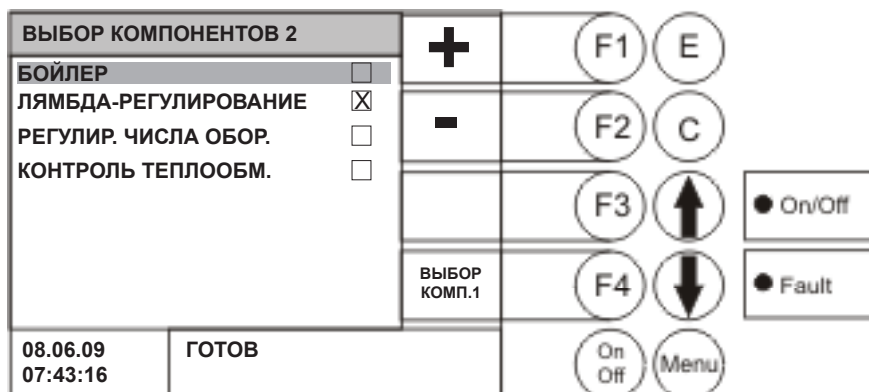 ВЫБОР КОМПОНЕНТОВ 2
+
F1
E
БОЙЛЕР
ЛЯМБДА-РЕГУЛИРОВАНИЕ X
РЕГУЛИР. ЧИСЛА ОБОР.
КОНТРОЛЬ ТЕПЛООБМ.
-
F2
C
F3
On/Off
ВЫБОР
КОМП.1
F4
Fault
08.06.09
07:43:16
ГОТОВ
On
Off
Menu